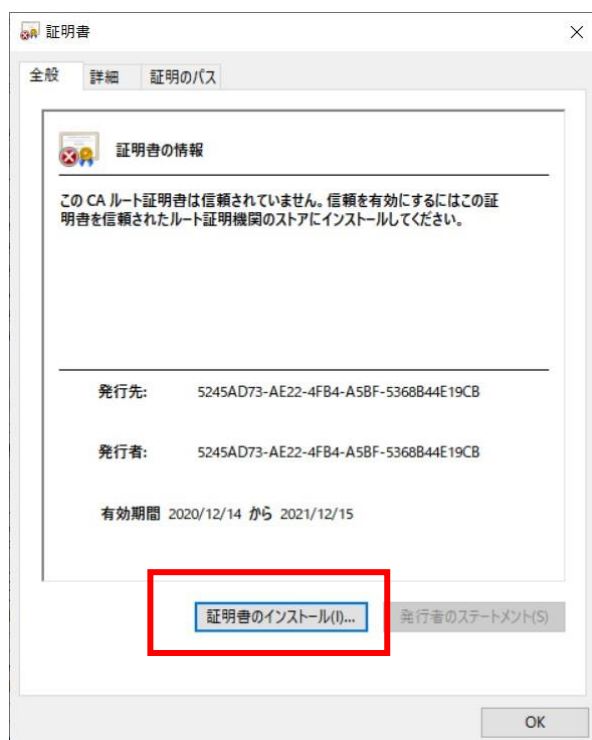 証明書
全般 詳細 証明のパス
証明書の情報
この CA ルート証明書は信頼されていません。信頼を有効にするにはこの証
明書を信頼されたルート証明機関のストアにインストールしてください。
発行先: 5245AD73-AE22-4FB4-A5BF-5368B44E19CB
発行者: 5245AD73-AE22-4FB4-A5BF-5368B44E19CB
有効期間 2020/12/14 から 2021/12/15
証明書のインストール(I)... 発行者のステートメント(S)
OK